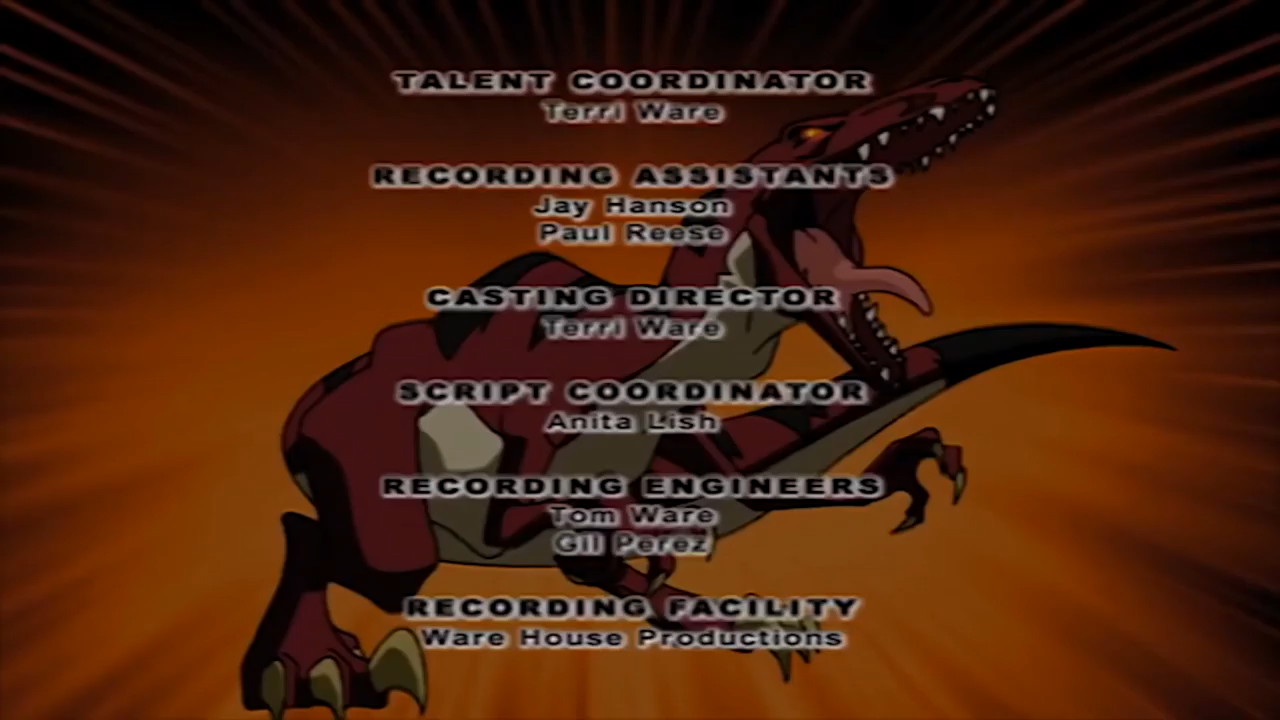 TALENT COORDINATOR
Terri Ware
RECORDING ASSISTANTS
Jay Hanson
Paul Reese
CASTING DIRECTOR
Terri Ware
SCRIPT COORDINATOR
Anita Lish
RECORDING ENGINEERS
Tom Ware
Gil Perez
RECORDING FACILITY
Ware House Productions